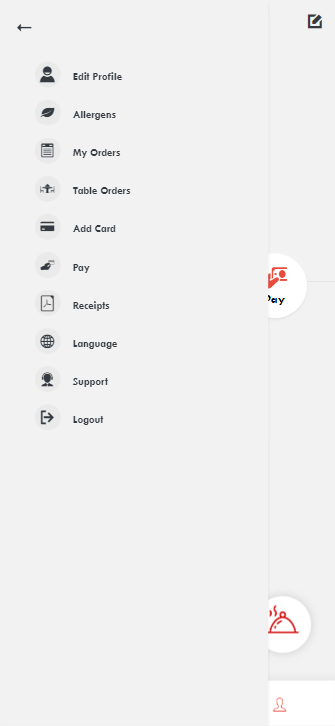 Edit Profile
Allergens
My Orders
Table Orders
Add Card
Pay
Pay
Receipts
Language
Support
Logout